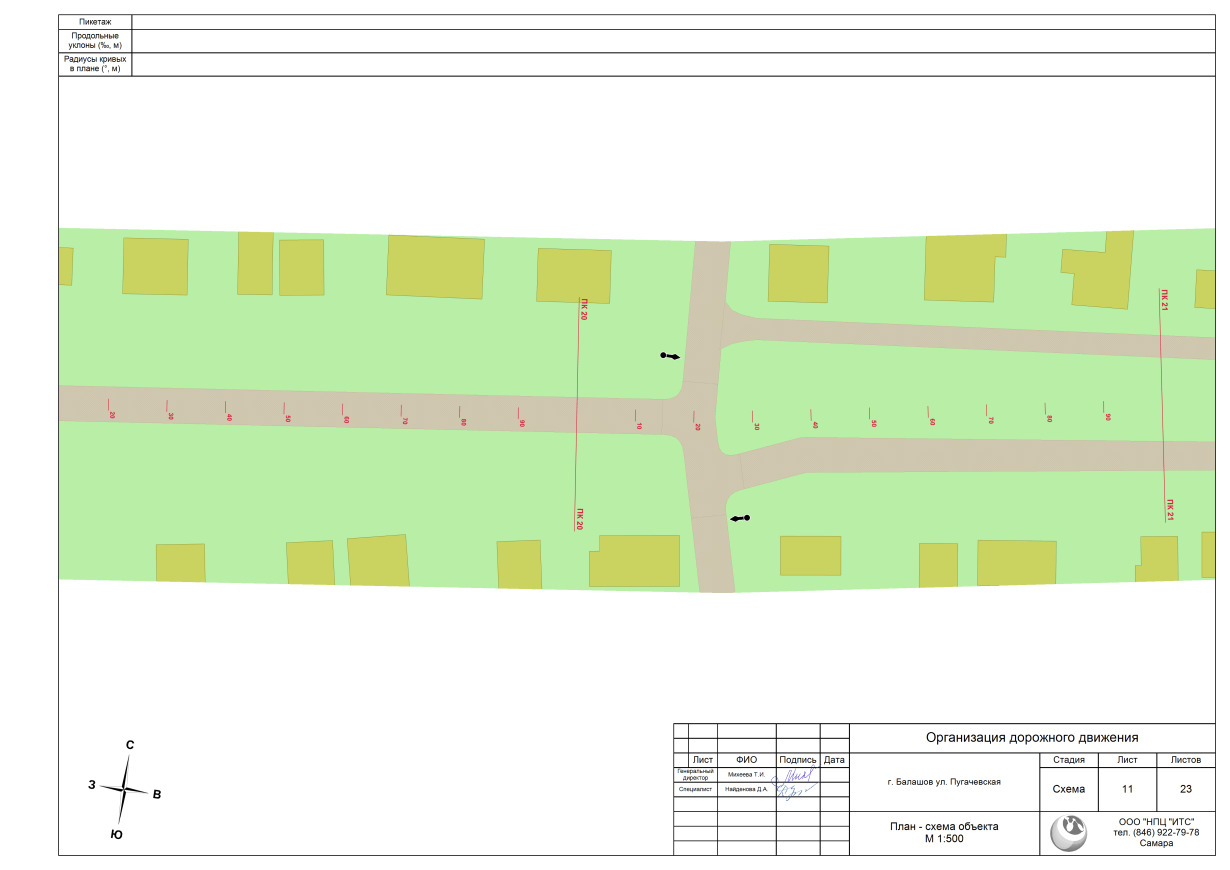 Пикетаж
Продольные
уклоны (‰, м)
Радиусы кривых
в плане (°, м)
ПК 20
ПК 21
20
30
40
50
60
70
80
90
10
20
30
40
50
60
70
80
90
ПК 20
ПК 21
С
З
В
Ю
Организация дорожного движения
Лист ФИО Подпись Дата
Стадия Лист Листов
Генеральный
директор
Михеева Т.И.
Специалист Найденова Д.А.
г. Балашов ул. Пугачевская
Схема 11 23
План - схема объекта
М 1:500
ООО "НПЦ "ИТС"
тел. (846) 922-79-78
Самара